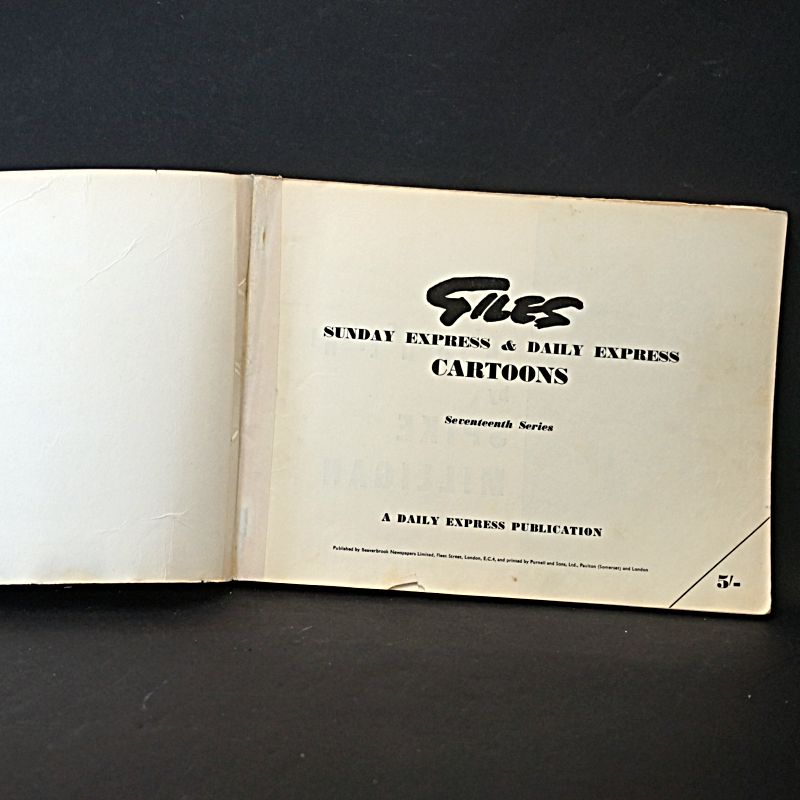 GILES
SUNDAY EXPRESS & DAILY EXPRESS
CARTOONS
Seventeenth Series
A DAILY EXPRESS PUBLICATION
Published by Beaverbrook Newspapers Limited, Fleet Street, London, E.C.4, and printed by Purnell and Sons, Ltd., Paulton (Somerset) and London
5/-